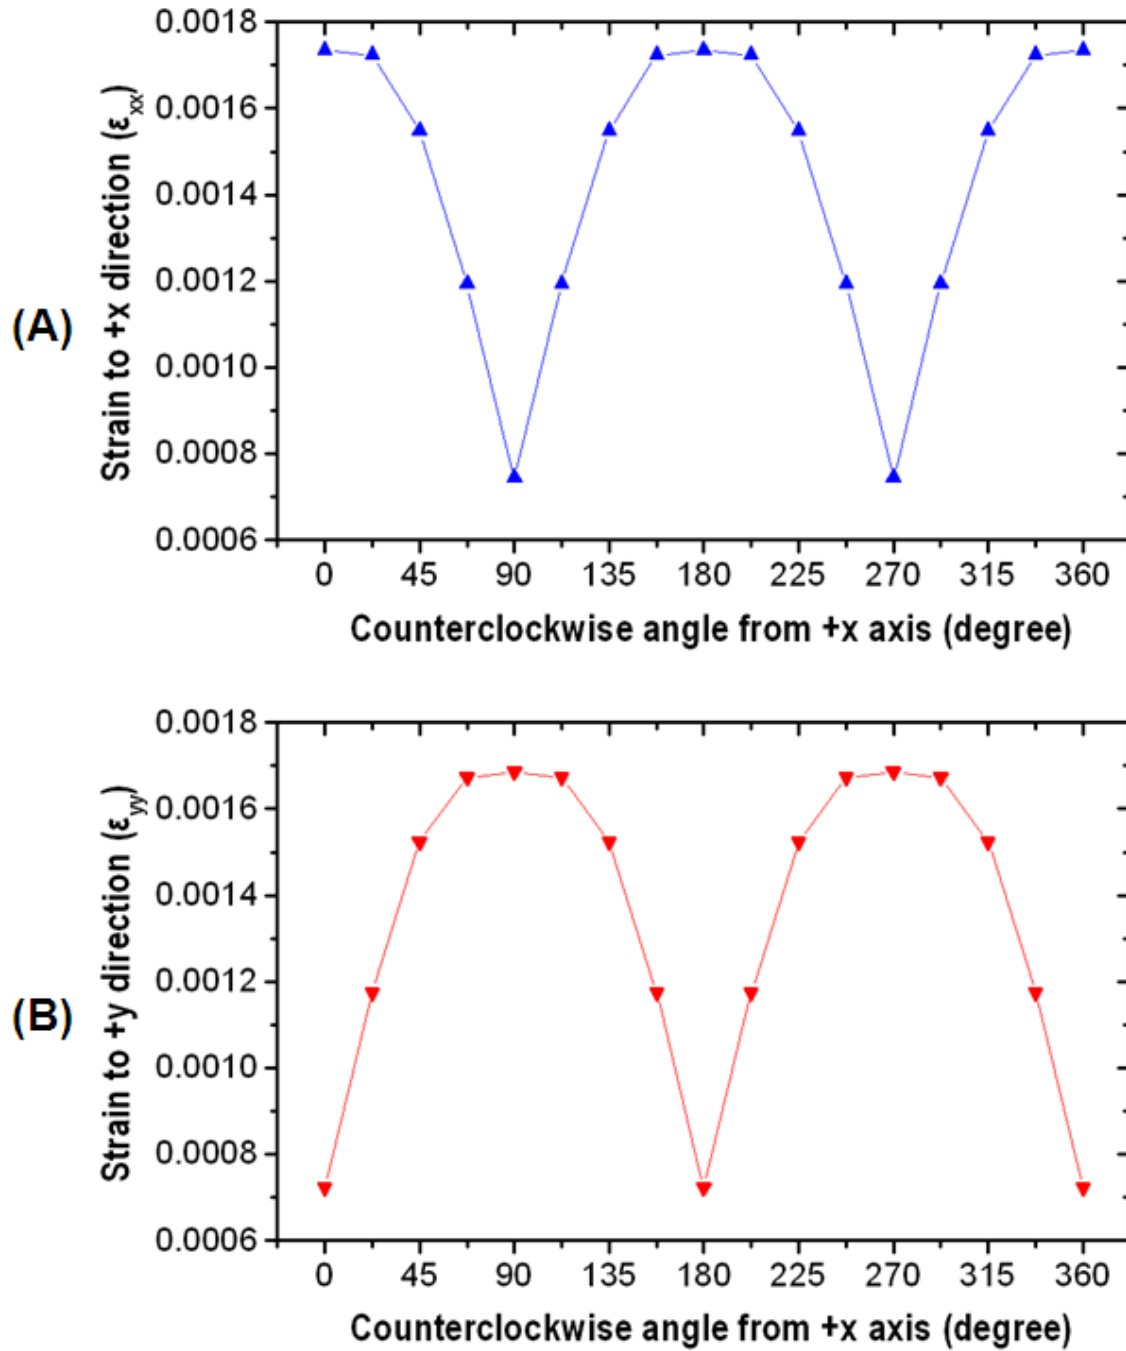 (A)
Strain to +x direction (εxx)
0.0018
0.0016
0.0014
0.0012
0.0010
0.0008
0.0006
0 45 90 135 180 225 270 315 360
Counterclockwise angle from +x axis (degree)
(B)
Strain to +y direction (εyy)
0.0018
0.0016
0.0014
0.0012
0.0010
0.0008
0.0006
0 45 90 135 180 225 270 315 360
Counterclockwise angle from +x axis (degree)